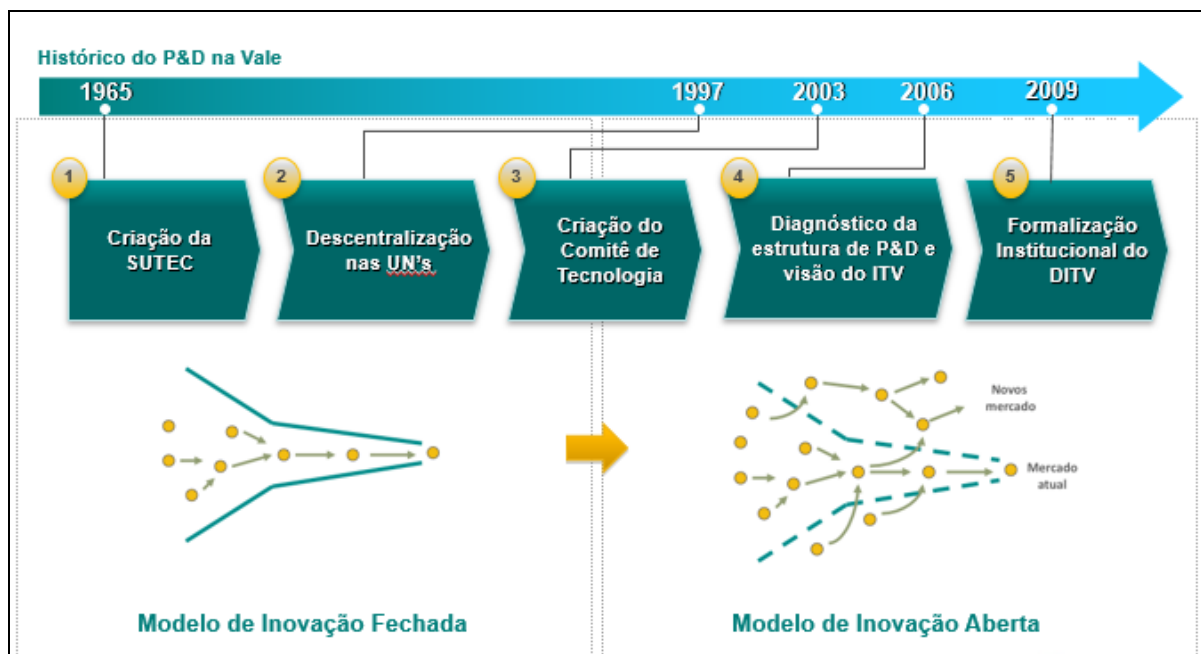 Histórico do P&D na Vale
1965
1997
2003
2006
2009
1
Criação da
SUTEC
2
Descentralização
nas UN's
3
Criação do
Comitê de
Tecnologia
4
Diagnóstico da
estrutura de P&D e
visão do ITV
5
Formalização
Institucional do
DITV
Novos
mercado
Mercado
atual
Modelo de Inovação Fechada
Modelo de Inovação Aberta